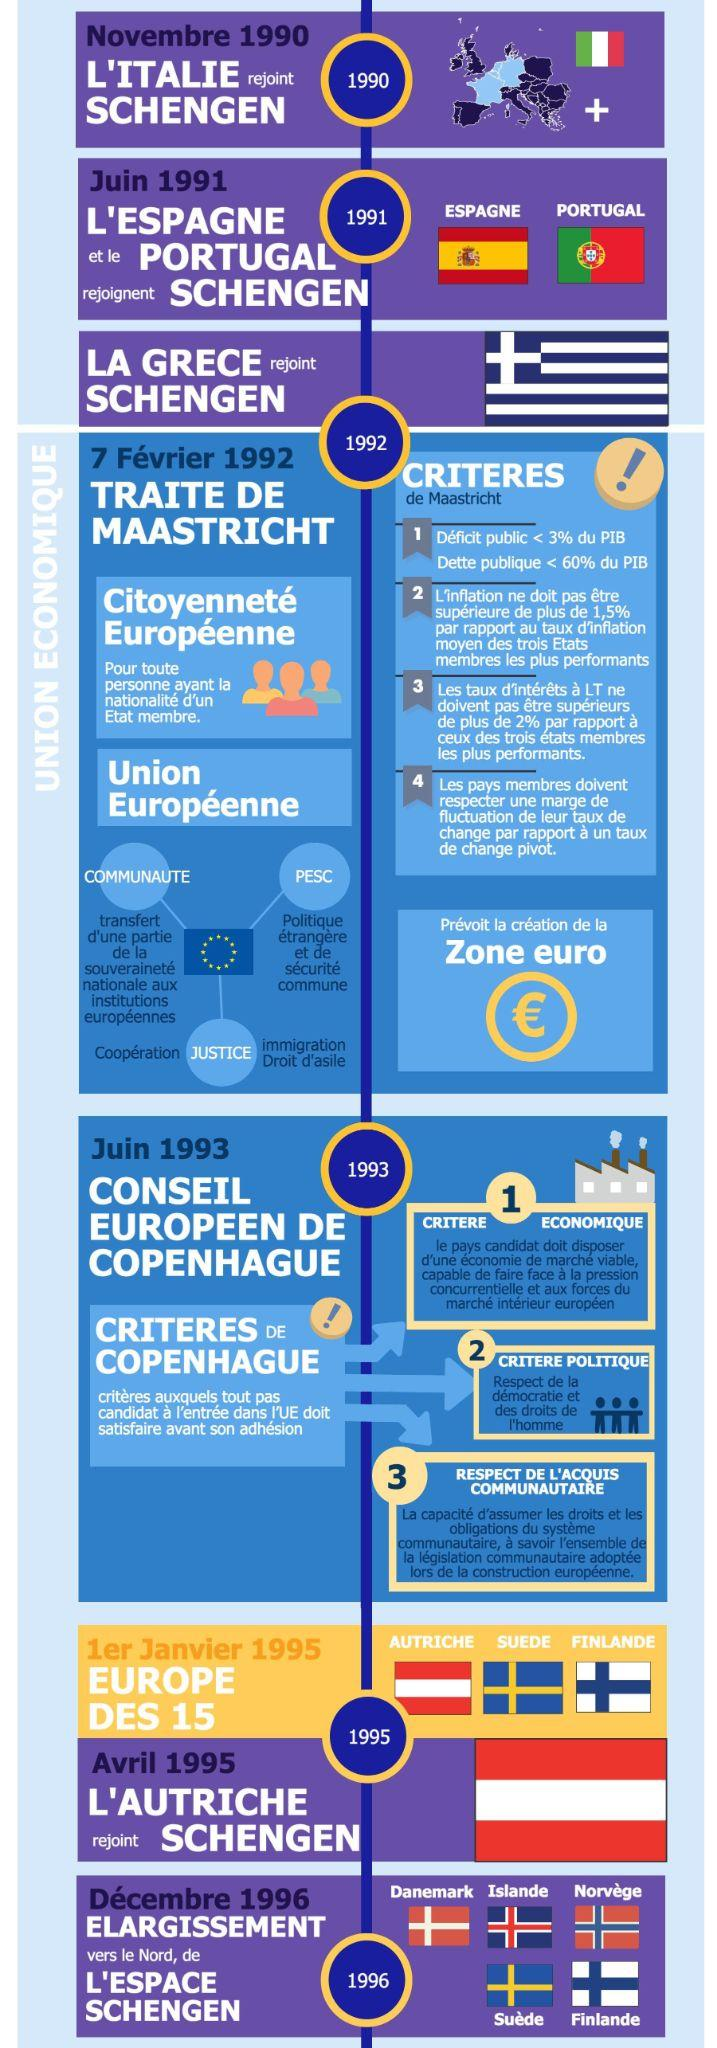 Novembre 1990
L'ITALIE rejoint
SCHENGEN
1990
+
Juin 1991
L'ESPAGNE
et le PORTUGAL
rejoignent SCHENGEN
1991
ESPAGNE PORTUGAL
LA GRECE rejoint
SCHENGEN
1992
UNION ECONOMIQUE
7 Février 1992
TRAITE DE
MAASTRICHT
Citoyenneté
Européenne
Pour toute
personne ayant la
nationalité d'un
Etat membre.
Union
Européenne
COMMUNAUTE
transfert
d'une partie
de la
souveraineté
nationale aux
institutions
européennes
PESC
Politique
étrangère
et de
sécurité
commune
Coopération JUSTICE immigration
Droit d'asile
CRITERES
de Maastricht
!
1 Déficit public < 3% du PIB
Dette publique < 60% du PIB
2 L'inflation ne doit pas être
supérieure de plus de 1,5%
par rapport au taux d'inflation
moyen des trois Etats
membres les plus performants
3 Les taux d'intérêts à LT ne
doivent pas être supérieurs
de plus de 2% par rapport à
ceux des trois états membres
les plus performants.
4 Les pays membres doivent
respecter une marge de
fluctuation de leur taux de
change par rapport à un taux
de change pivot.
Prévoit la création de la
Zone euro
€
Juin 1993
CONSEIL
EUROPEEN DE
COPENHAGUE
1993
CRITERES DE
COPENHAGUE
!
critères auxquels tout pas
candidat à l'entrée dans l'UE doit
satisfaire avant son adhésion
1
CRITERE ECONOMIQUE
le pays candidat doit disposer
d'une économie de marché viable,
capable de faire face à la pression
concurrentielle et aux forces du
marché intérieur européen
2
CRITERE POLITIQUE
Respect de la
démocratie et
des droits de
l'homme
3
RESPECT DE L'ACQUIS
COMMUNAUTAIRE
La capacité d'assumer les droits et les
obligations du système
communautaire, à savoir l'ensemble de
la législation communautaire adoptée
lors de la construction européenne.
1er Janvier 1995
EUROPE
DES 15
AUTRICHE SUEDE FINLANDE
1995
Avril 1995
L'AUTRICHE
rejoint SCHENGEN
Décembre 1996
ELARGISSEMENT
vers le Nord, de
L'ESPACE
SCHENGEN
1996
Danemark Islande Norvège
Suède Finlande